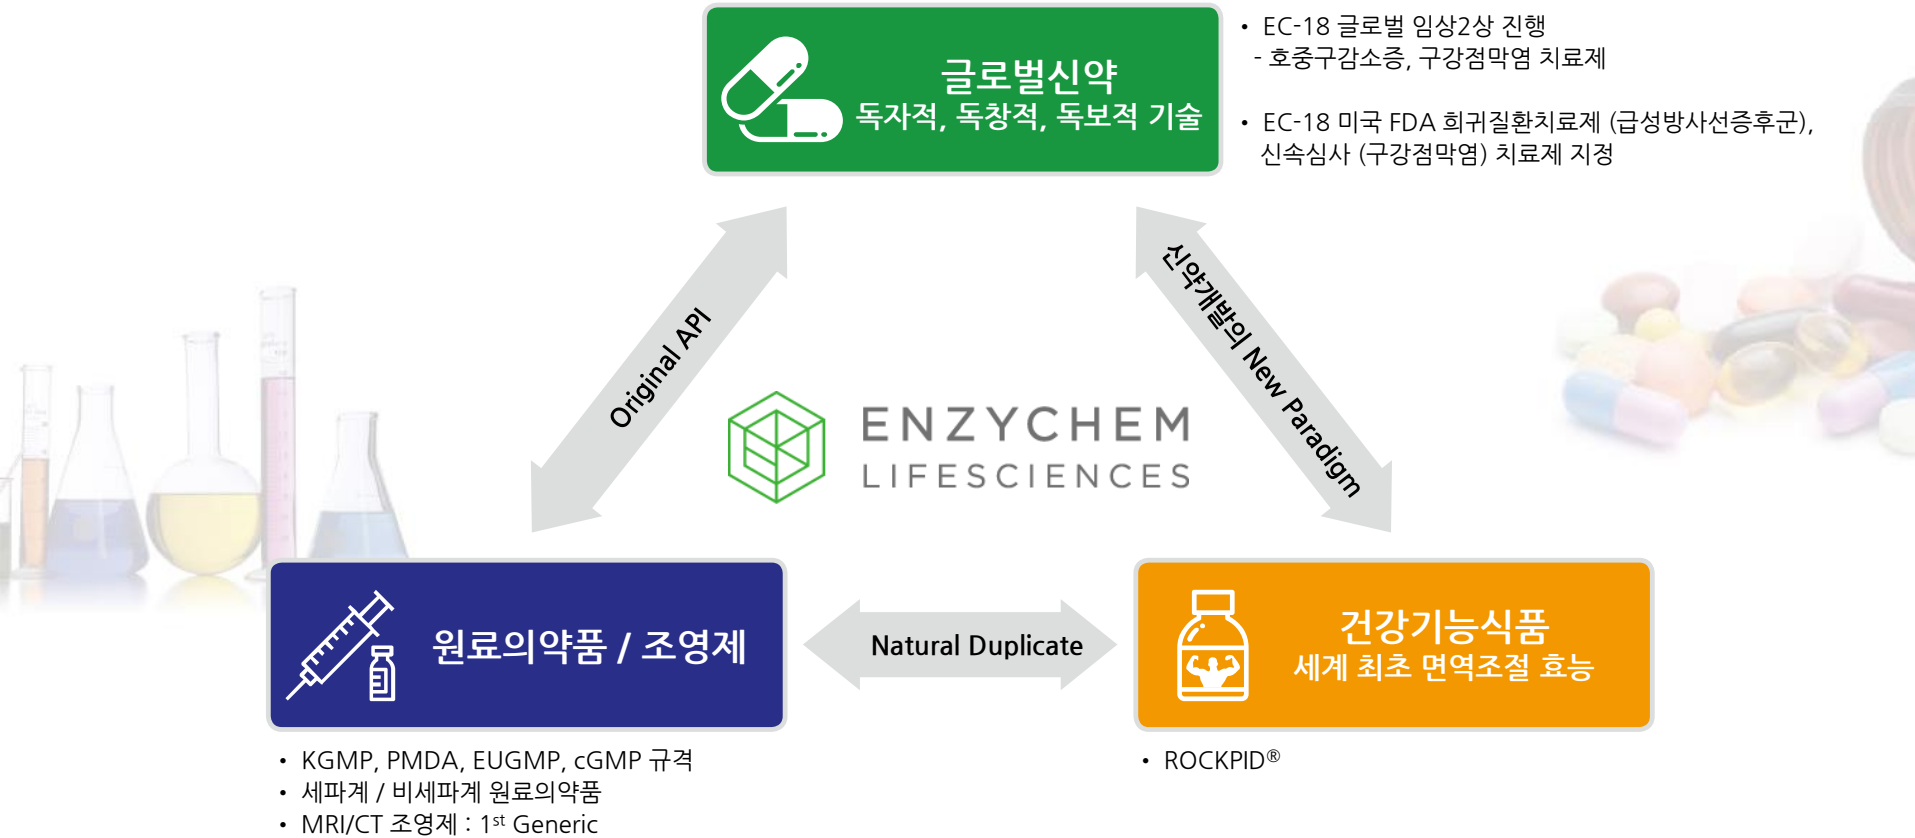 글로벌신약
독자적, 독창적, 독보적 기술
• EC-18 글로벌 임상2상 진행
- 호중구감소증, 구강점막염 치료제
• EC-18 미국 FDA 희귀질환치료제 (급성방사선증후군),
신속심사 (구강점막염) 치료제 지정
Original API
신약개발의 New Paradigm
ENZYCHEM
LIFESCIENCES
원료의약품 / 조영제
Natural Duplicate
건강기능식품
세계 최초 면역조절 효능
• KGMP, PMDA, EUGMP, cGMP 규격
• 세파계 / 비세파계 원료의약품
• MRI/CT 조영제 : 1st Generic
• ROCKPID®